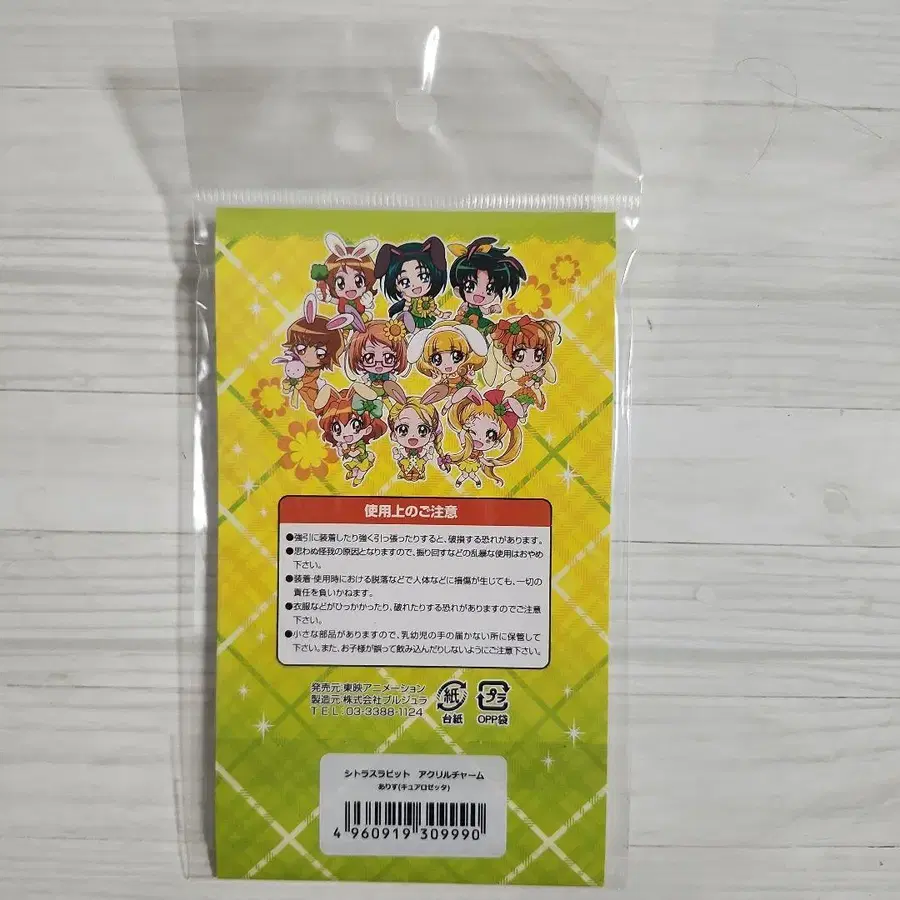 使用上のご注意
●強引に装着したり強く引っ張ったりすると、破損する恐れがあります。
●思わぬ怪我の原因となりますので、振り回すなどの乱暴な使用はおやめ
下さい。
●装着・使用時における脱落などで人体などに損傷が生じても、一切の
責任を負いかねます。
●衣服などがひっかかったり、破れたりする恐れがありますのでご注意
下さい。
●小さな部品がありますので、乳幼児の手の届かない所に保管して
下さい。また、お子様が誤って飲み込んだりしないようにご注意下さい。
発売元:東映アニメーション
製造元:株式会社ブルジュラ
TEL:03-3388-1124
紙
台紙
プラ
OPP袋
シトラスラビット アクリルチャーム
ありす(キュアロゼッタ)
4 960919 309990